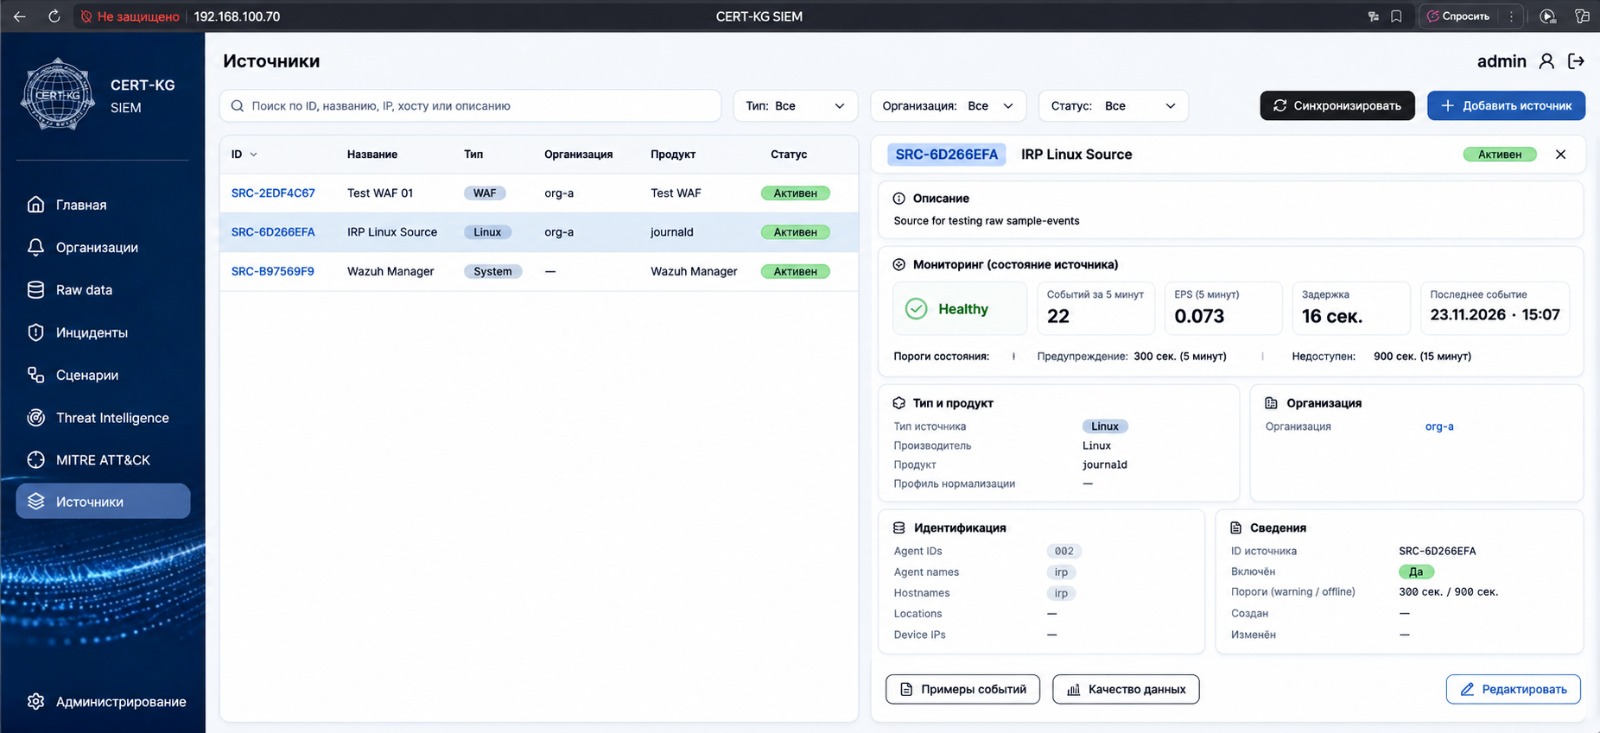 Не защищено 192.168.100.70
CERT-KG SIEM
Спросить
CERT-KG
CERT-KG
SIEM
Главная
Организации
Raw data
Инциденты
Сценарии
Threat Intelligence
MITRE ATT&CK
Источники
Администрирование
Источники
admin
Поиск по ID, названию, IP, хосту или описанию
Тип: Все
Организация: Все
Статус: Все
Синхронизировать
Добавить источник
ID Название Тип Организация Продукт Статус
SRC-2EDF4C67 Test WAF 01 WAF org-a Test WAF Активен
SRC-6D266EFA IRP Linux Source Linux org-a journald Активен
SRC-B97569F9 Wazuh Manager System — Wazuh Manager Активен
SRC-6D266EFA IRP Linux Source Активен
Описание
Source for testing raw sample-events
Мониторинг (состояние источника)
Healthy
Событий за 5 минут
22
EPS (5 минут)
0.073
Задержка
16 сек.
Последнее событие
23.11.2026 · 15:07
Пороги состояния: Предупреждение: 300 сек. (5 минут) | Недоступен: 900 сек. (15 минут)
Тип и продукт
Тип источника Linux
Производитель Linux
Продукт journald
Профиль нормализации —
Организация
Организация org-a
Идентификация
Agent IDs 002
Agent names irp
Hostnames irp
Locations —
Device IPs —
Сведения
ID источника SRC-6D266EFA
Включён Да
Пороги (warning / offline) 300 сек. / 900 сек.
Создан —
Изменён —
Примеры событий
Качество данных
Редактировать